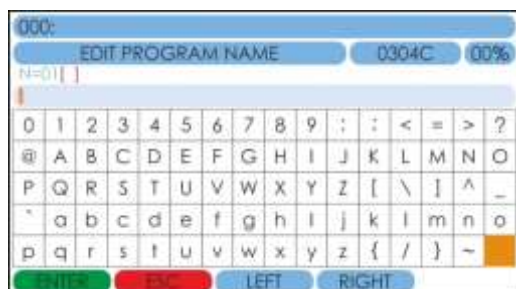 000:
EDIT PROGRAM NAME 0304C 00%
N=01[ ]
0 1 2 3 4 5 6 7 8 9 : : < = > ?
@ A B C D E F G H I J K L M N O
P Q R S T U V W X Y Z [ \ ] ^ _
` a b c d e f g h i j k l m n o
p q r s t u v w x y z { / } ~
ENTER ESC LEFT RIGHT